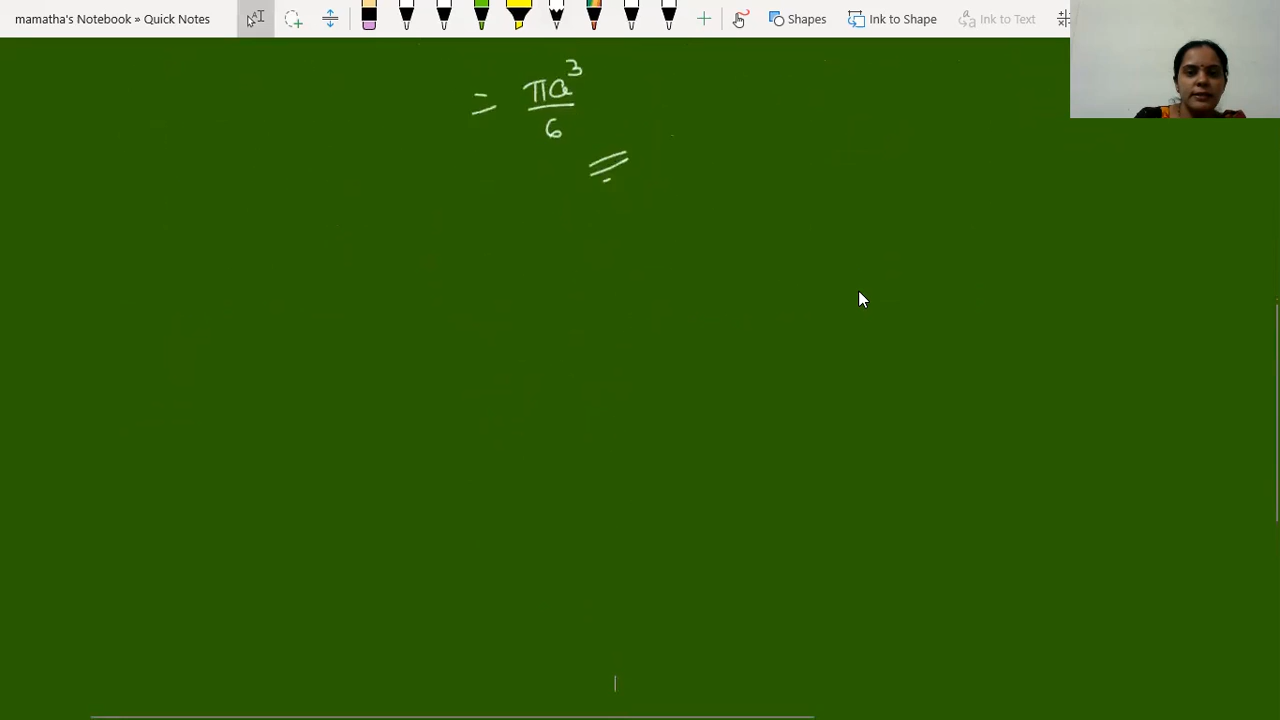 mamatha's Notebook » Quick Notes Shapes Ink to Shape Ink to Text
= πa³
6